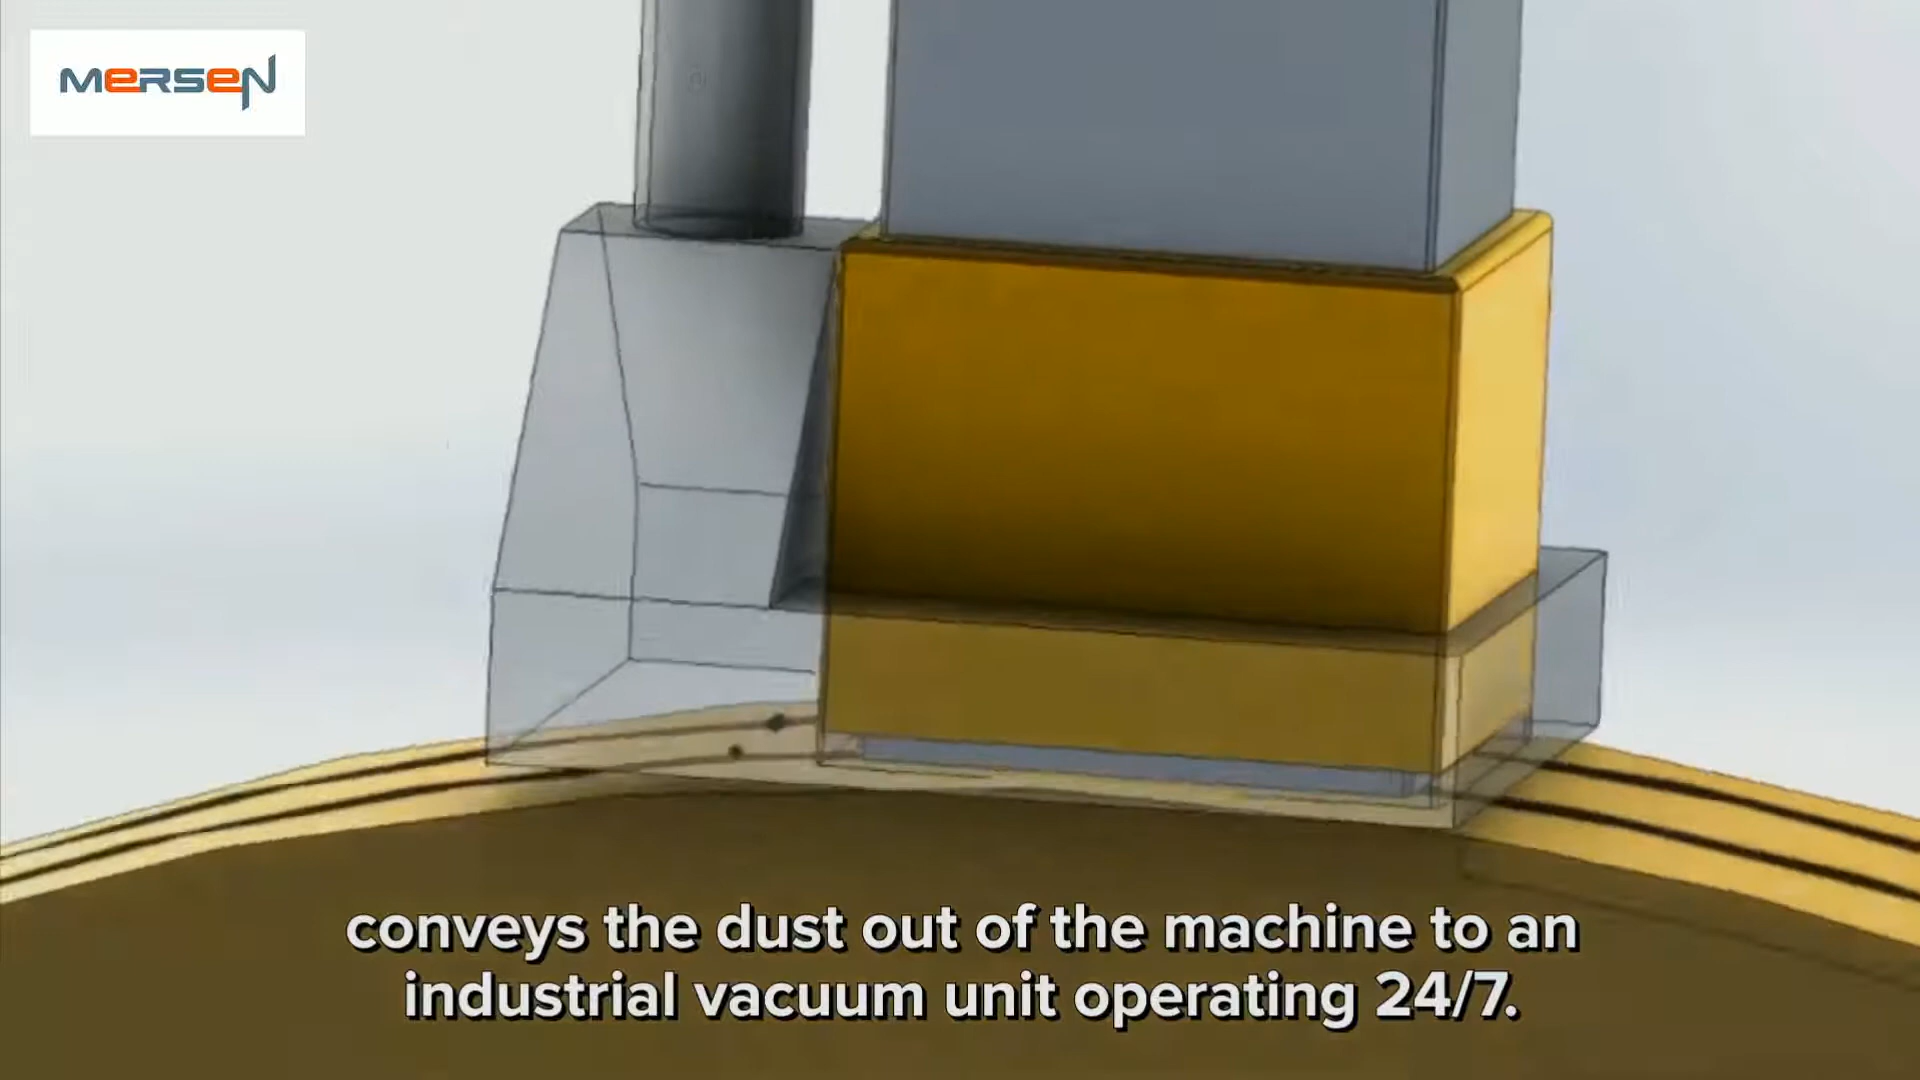 MERSEN
conveys the dust out of the machine to an
industrial vacuum unit operating 24/7.